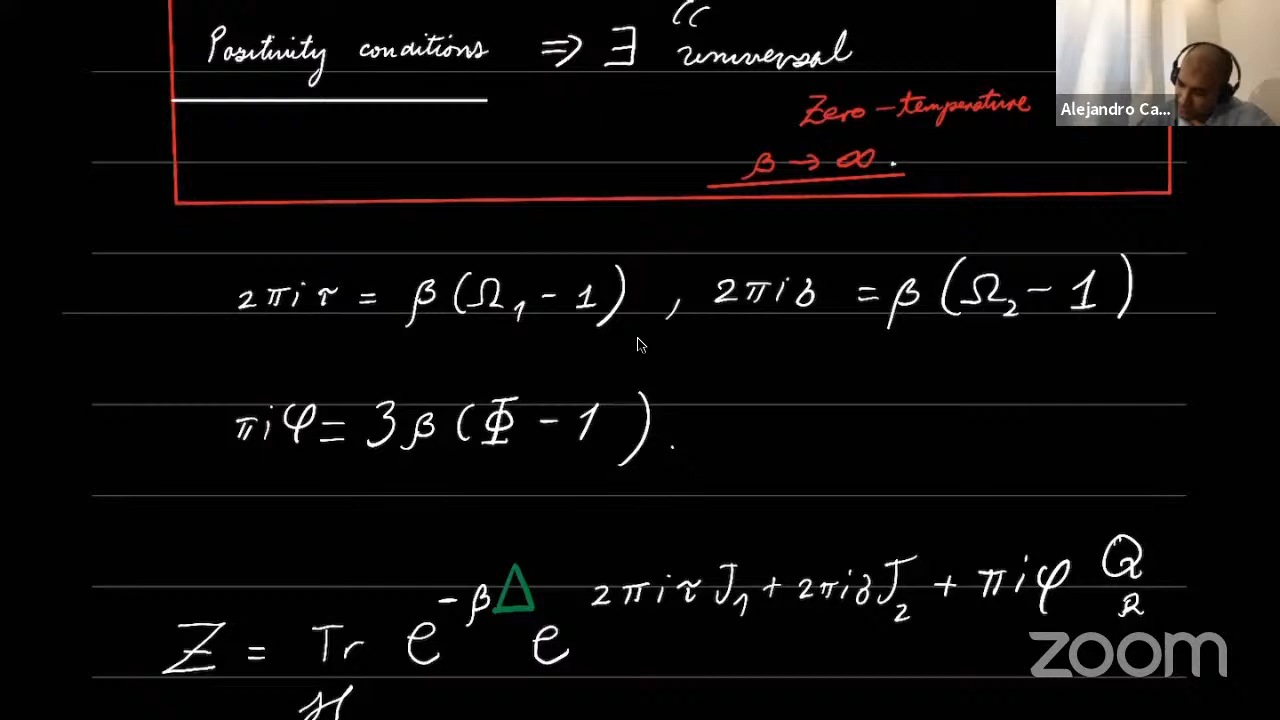 Positivity conditions ⇒ ∃ “universal
Zero-temperature
β → ∞.
Alejandro Ca...
2πiτ = β(Ω₁ - 1), 2πiσ = β(Ω₂ - 1)
πiφ = 3β(Φ - 1).
Z = Tr_H e^{-βΔ} e^{2πiτJ₁ + 2πiσJ₂ + πiφ Q_R}
zoom